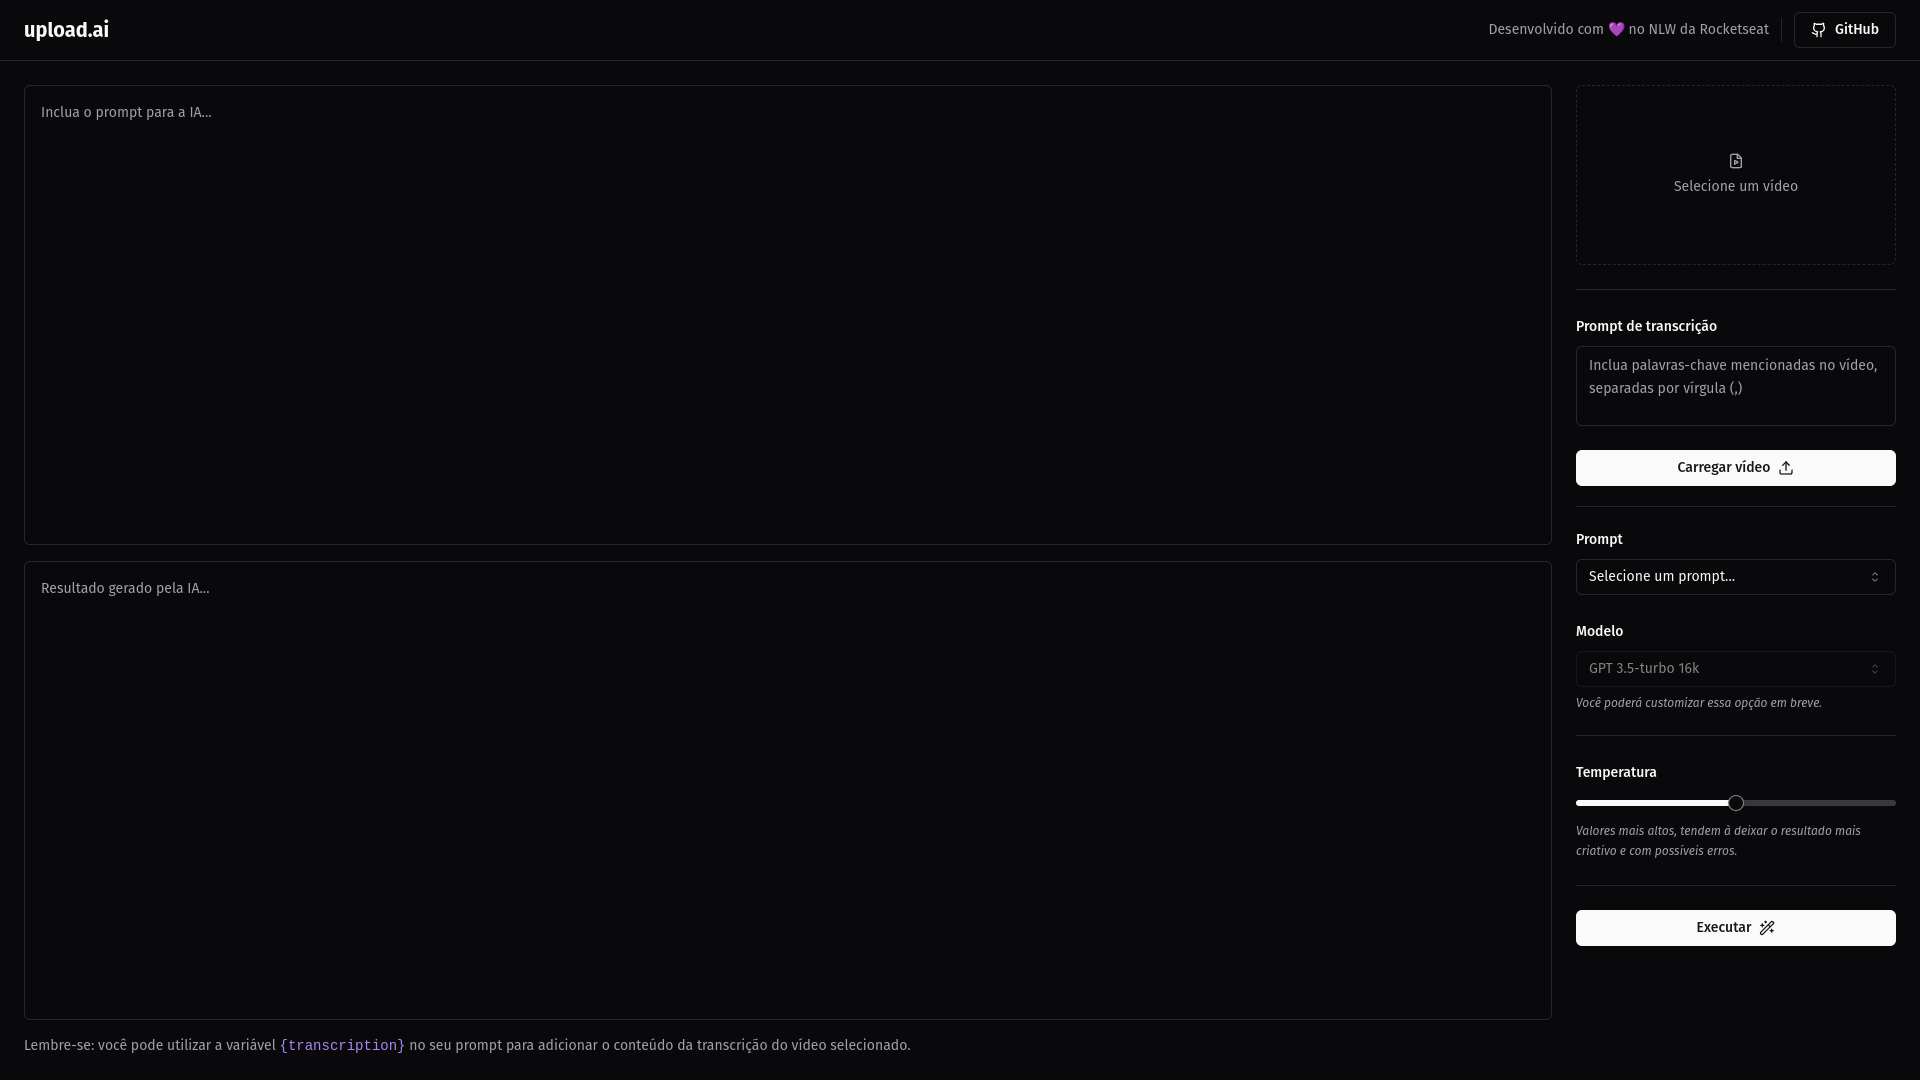 upload.ai
Desenvolvido com 💜 no NLW da Rocketseat
GitHub
Inclua o prompt para a IA...
Resultado gerado pela IA...
Lembre-se: você pode utilizar a variável {transcription} no seu prompt para adicionar o conteúdo da transcrição do vídeo selecionado.
Selecione um vídeo
Prompt de transcrição
Inclua palavras-chave mencionadas no vídeo,
separadas por vírgula (,)
Carregar vídeo
Prompt
Selecione um prompt...
Modelo
GPT 3.5-turbo 16k
Você poderá customizar essa opção em breve.
Temperatura
Valores mais altos, tendem à deixar o resultado mais
criativo e com possíveis erros.
Executar